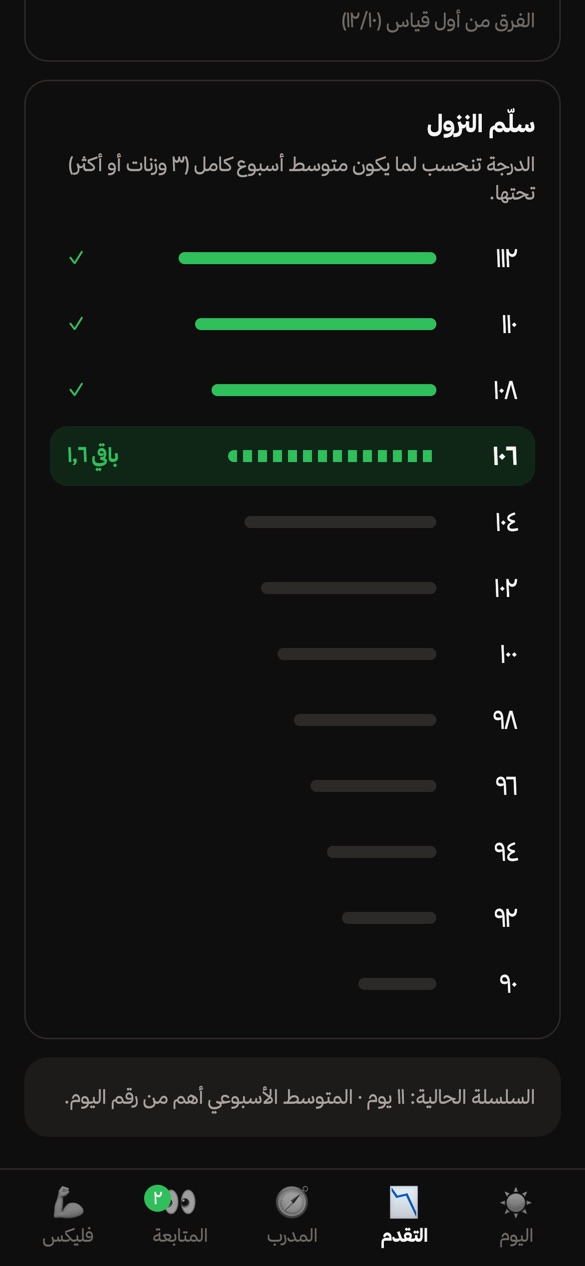 الفرق من أول قياس (١٢/١٠)
سلّم النزول
الدرجة تنحسب لما يكون متوسط أسبوع كامل (٣ وزنات أو أكثر)
تحتها.
١١٢ ✓
١١٠ ✓
١٠٨ ✓
١٠٦ باقي ١,٦
١٠٤
١٠٢
١٠٠
٩٨
٩٦
٩٤
٩٢
٩٠
السلسلة الحالية: ١١ يوم · المتوسط الأسبوعي أهم من رقم اليوم.
٢
اليوم التقدم المدرب المتابعة فليكس